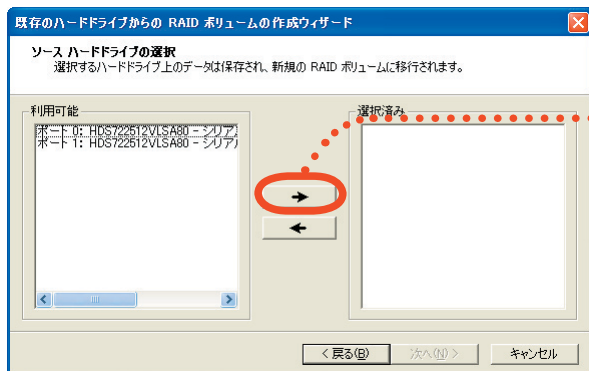 既存のハードドライブからの RAID ボリュームの作成ウィザード
ソース ハードドライブの選択
選択するハードドライブ上のデータは保存され、新規の RAID ボリュームに移行されます。
利用可能
ポート 0: HDS722512VLSA80 - シリアル
ポート 1: HDS722512VLSA80 - シリアル
選択済み
< 戻る(B)
次へ(N) >
キャンセル